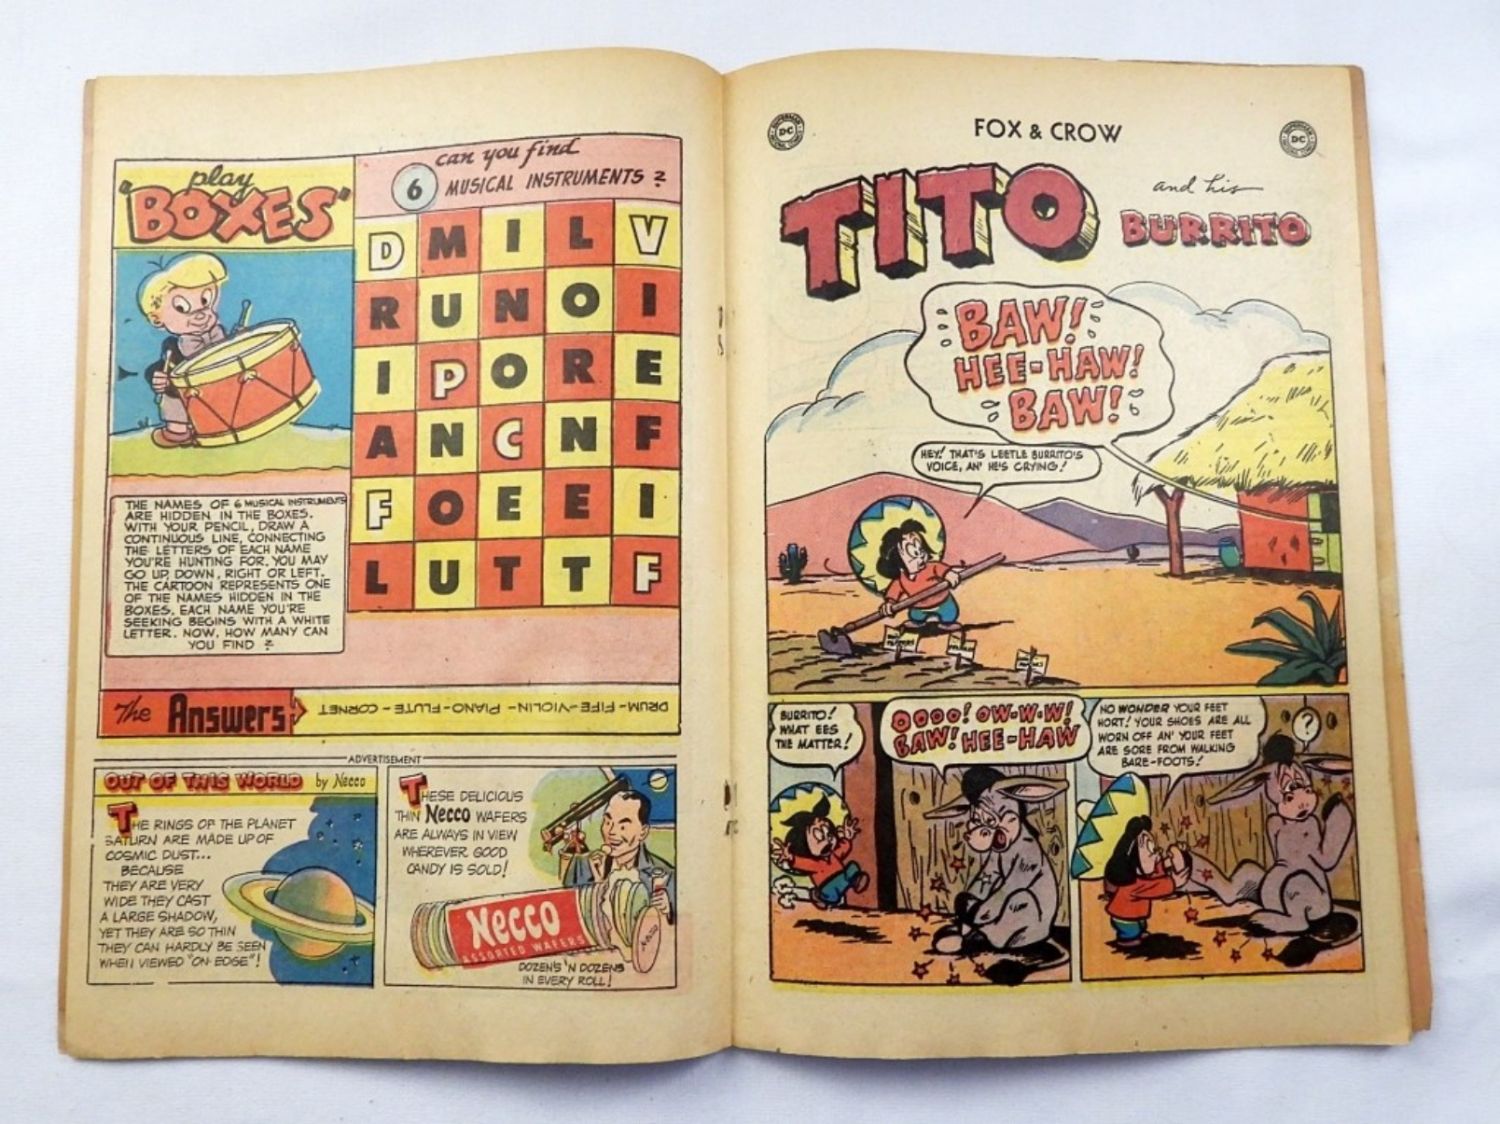 play
"BOXES"
can you find
6 MUSICAL INSTRUMENTS ?
D M I L V
R U N O I
I P O R E
A N C N F
F O E E I
L U T T F
THE NAMES OF 6 MUSICAL INSTRUMENTS
ARE HIDDEN IN THE BOXES.
WITH YOUR PENCIL, DRAW A
CONTINUOUS LINE, CONNECTING
THE LETTERS OF EACH NAME
YOU'RE HUNTING FOR. YOU MAY
GO UP, DOWN, RIGHT OR LEFT.
THE CARTOON REPRESENTS ONE
OF THE NAMES HIDDEN IN THE
BOXES. EACH NAME YOU'RE
SEEKING BEGINS WITH A WHITE
LETTER. NOW, HOW MANY CAN
YOU FIND ?
The Answers
DRUM-FIFE-VIOLIN-PIANO-FLUTE-CORNET
ADVERTISEMENT
OUT OF THIS WORLD by Necco
THE RINGS OF THE PLANET
SATURN ARE MADE UP OF
COSMIC DUST...
BECAUSE
THEY ARE VERY
WIDE THEY CAST
A LARGE SHADOW,
YET THEY ARE SO THIN
THEY CAN HARDLY BE SEEN
WHEN VIEWED "ON-EDGE"!
THESE DELICIOUS
THIN NECCO WAFERS
ARE ALWAYS IN VIEW
WHEREVER GOOD
CANDY IS SOLD!
NECCO
ASSORTED WAFERS
DOZENS 'N DOZENS
IN EVERY ROLL!
FOX & CROW
DC
DC
TITO
and his
BURRITO
BAW!
HEE-HAW!
BAW!
HEY! THAT'S LEETLE BURRITO'S
VOICE, AN' HE'S CRYING!
BURRITO!
WHAT EES
THE MATTER!
OOOO! OW-W-W!
BAW! HEE-HAW
NO WONDER YOUR FEET
HORT! YOUR SHOES ARE ALL
WORN OFF AN' YOUR FEET
ARE SORE FROM WALKING
BARE-FOOTS!
?